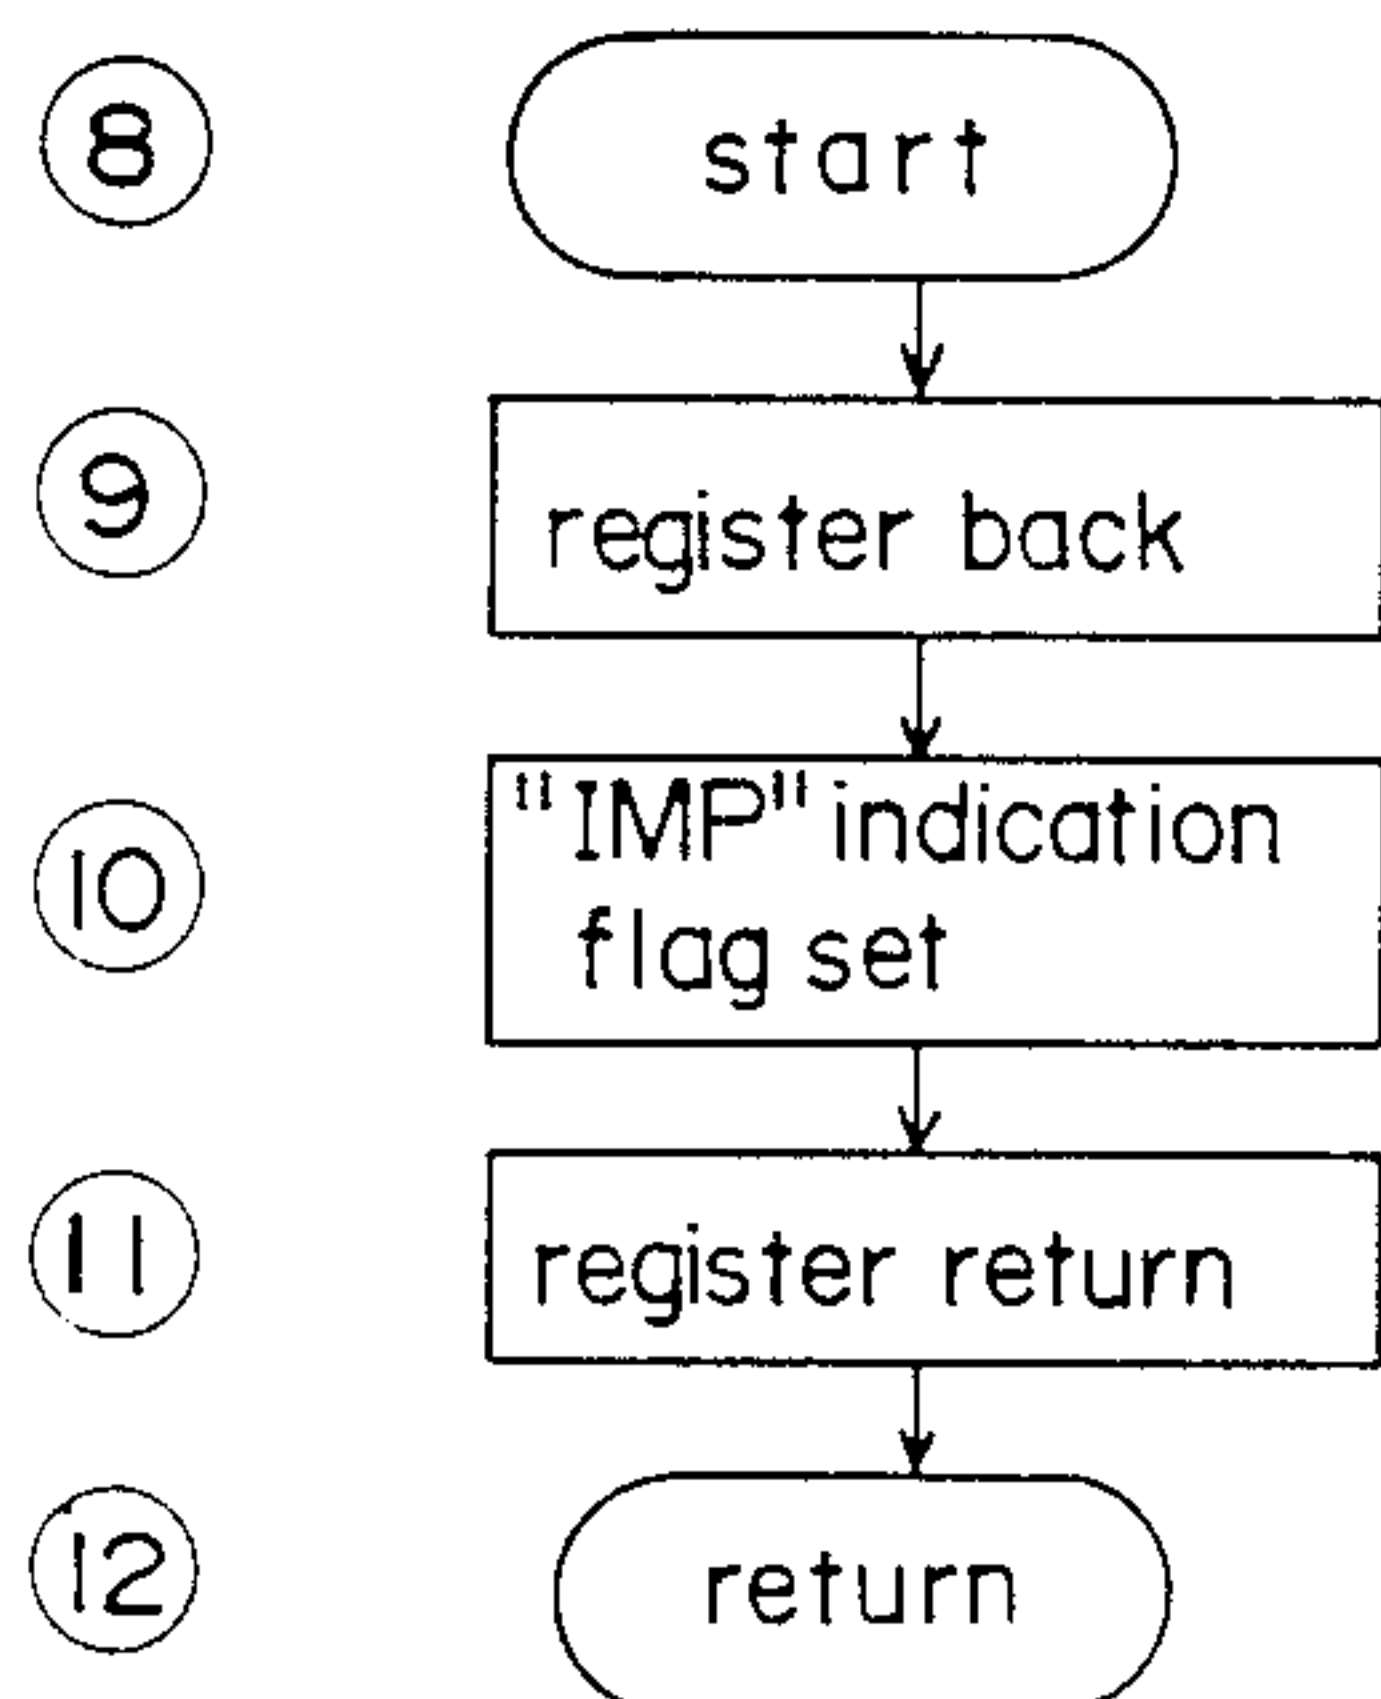 8 start
9 register back
10 "IMP" indication
flag set
11 register return
12 return